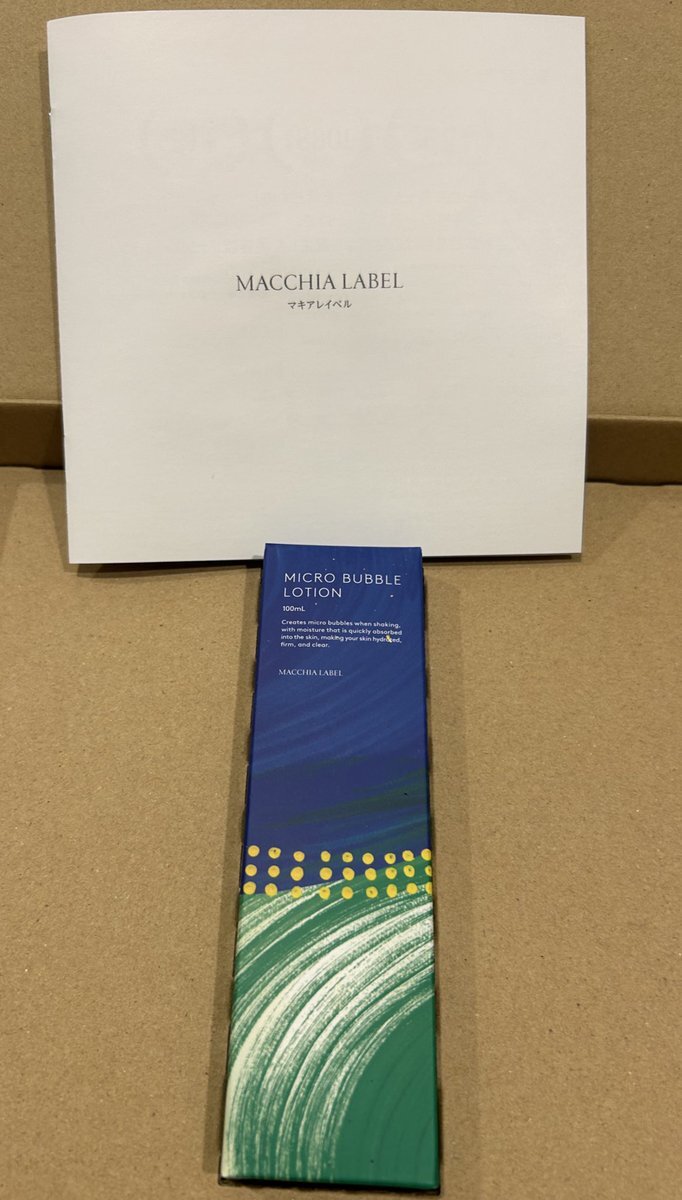 MACCHIA LABEL
マキアレイベル
MICRO BUBBLE
LOTION
100mL
Creates micro bubbles when shaking,
with moisture that is quickly absorbed
into the skin, making your skin hydrated,
firm, and clear.
MACCHIA LABEL